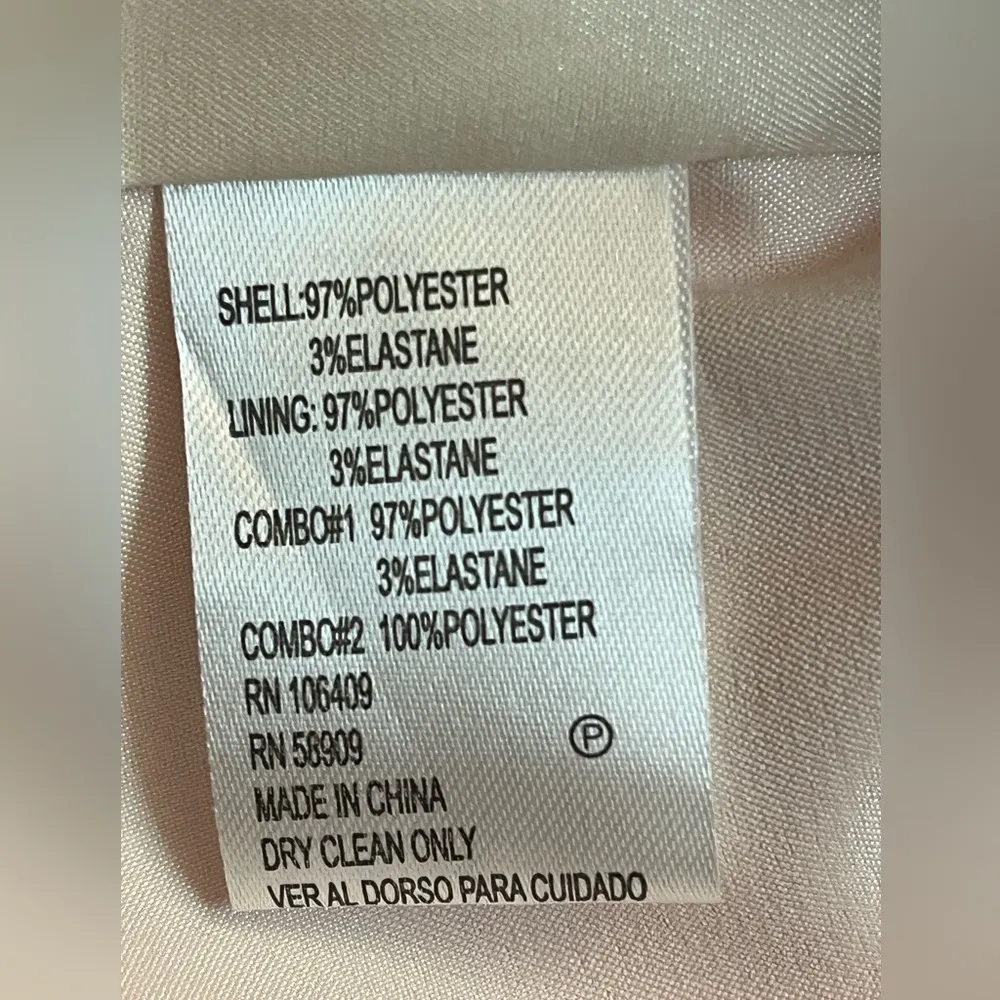 SHELL:97%POLYESTER
3%ELASTANE
LINING: 97%POLYESTER
3%ELASTANE
COMBO#1 97%POLYESTER
3%ELASTANE
COMBO#2 100%POLYESTER
RN 106409
RN 58909
P
MADE IN CHINA
DRY CLEAN ONLY
VER AL DORSO PARA CUIDADO